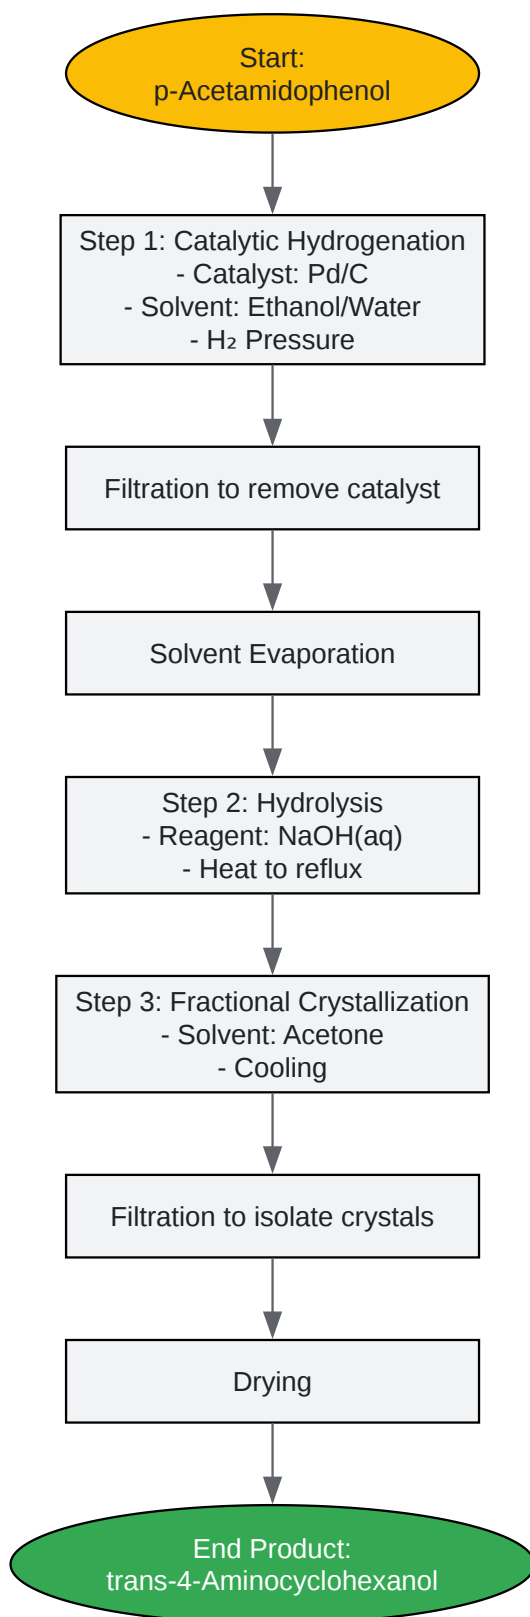 Start:
p-Acetamidophenol
Step 1: Catalytic Hydrogenation
- Catalyst: Pd/C
- Solvent: Ethanol/Water
- H₂ Pressure
Filtration to remove catalyst
Solvent Evaporation
Step 2: Hydrolysis
- Reagent: NaOH(aq)
- Heat to reflux
Step 3: Fractional Crystallization
- Solvent: Acetone
- Cooling
Filtration to isolate crystals
Drying
End Product:
trans-4-Aminocyclohexanol